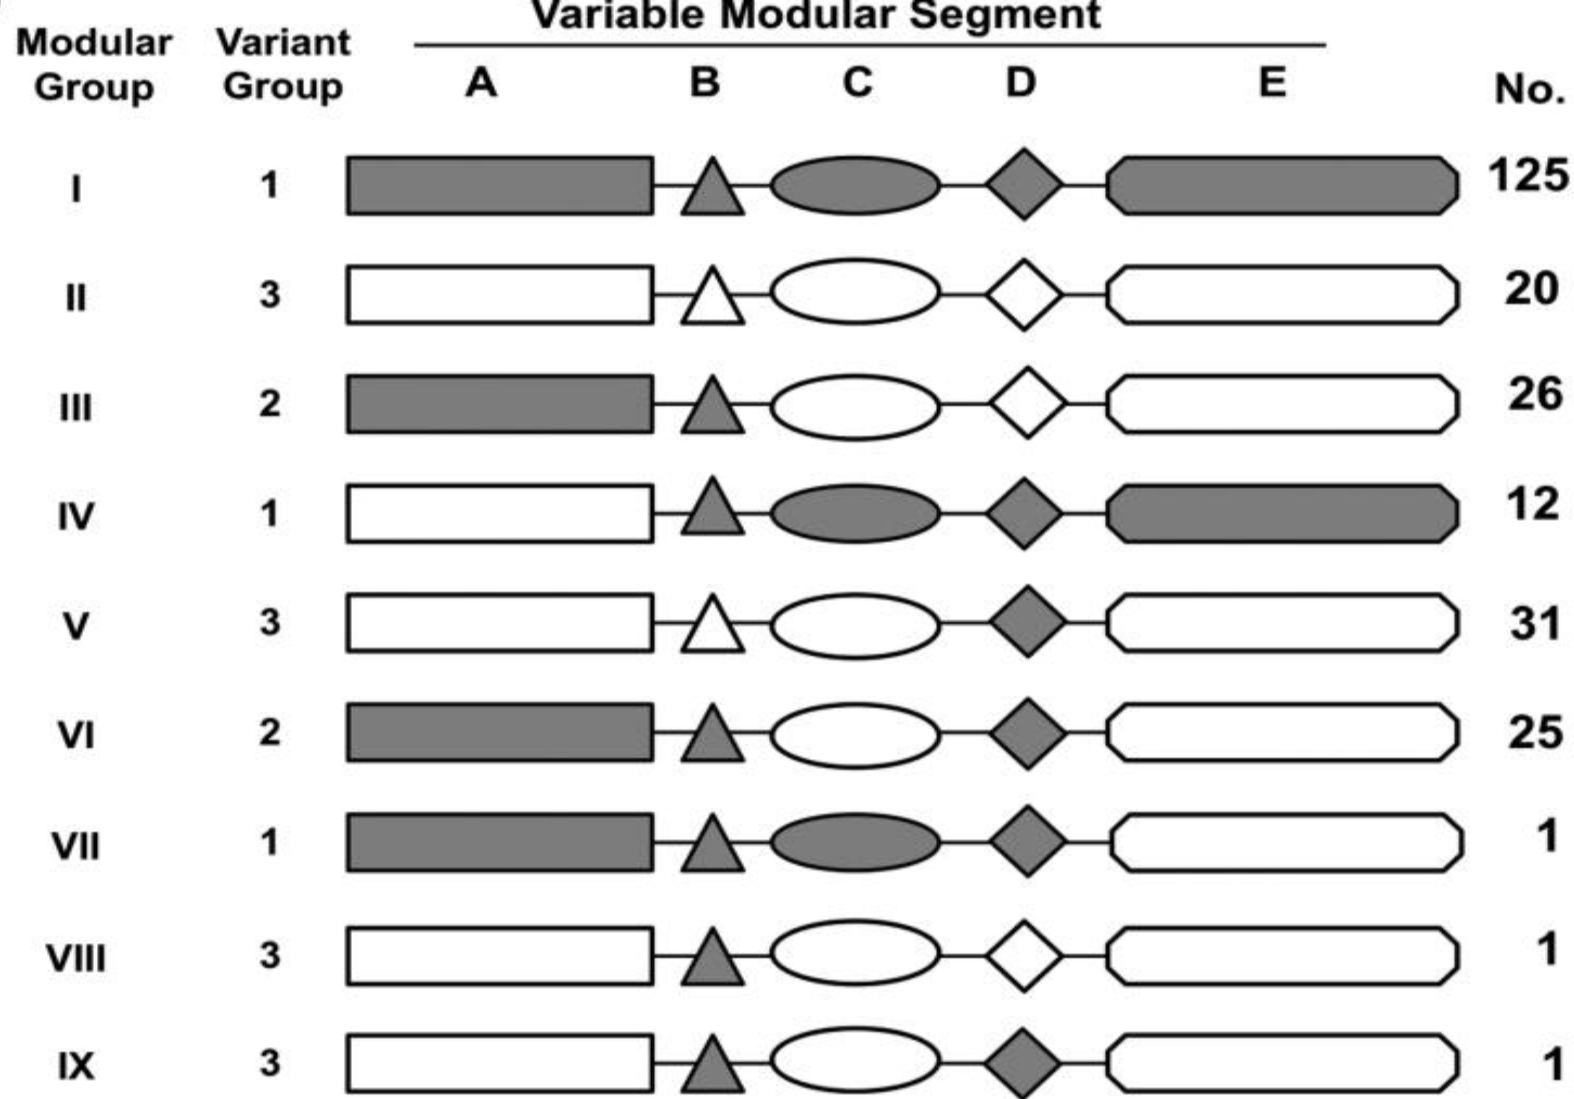 Variable Modular Segment
Modular Group Variant Group A B C D E No.
I 1 125
II 3 20
III 2 26
IV 1 12
V 3 31
VI 2 25
VII 1 1
VIII 3 1
IX 3 1